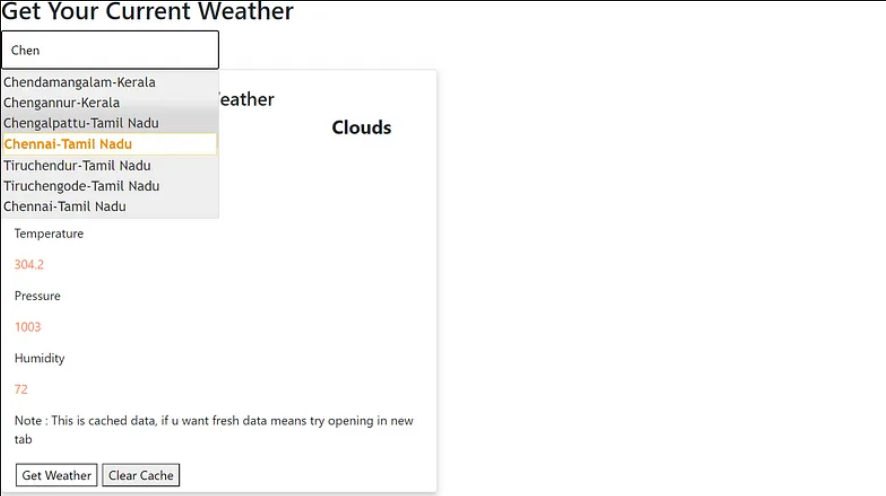 Get Your Current Weather
Chen
Chendamangalam-Kerala
Chengannur-Kerala
Weather
Chengalpattu-Tamil Nadu
Clouds
Chennai-Tamil Nadu
Tiruchendur-Tamil Nadu
Tiruchengode-Tamil Nadu
Chennai-Tamil Nadu
Temperature
304.2
Pressure
1003
Humidity
72
Note : This is cached data, if u want fresh data means try opening in new
tab
Get Weather Clear Cache